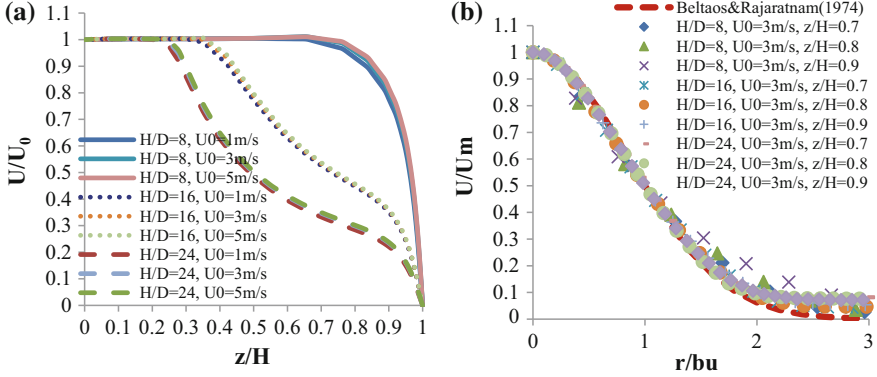 (a)
1.1
1
0.9
0.8
0.7
0.6
0.5
0.4
0.3
0.2
0.1
0
U/U0
H/D=8, U0=1m/s
H/D=8, U0=3m/s
H/D=8, U0=5m/s
H/D=16, U0=1m/s
H/D=16, U0=3m/s
H/D=16, U0=5m/s
H/D=24, U0=1m/s
H/D=24, U0=3m/s
H/D=24, U0=5m/s
0 0.1 0.2 0.3 0.4 0.5 0.6 0.7 0.8 0.9 1
z/H
(b)
1.1
1
0.9
0.8
0.7
0.6
0.5
0.4
0.3
0.2
0.1
0
U/Um
Beltaos&Rajaratnam(1974)
H/D=8, U0=3m/s, z/H=0.7
H/D=8, U0=3m/s, z/H=0.8
H/D=8, U0=3m/s, z/H=0.9
H/D=16, U0=3m/s, z/H=0.7
H/D=16, U0=3m/s, z/H=0.8
H/D=16, U0=3m/s, z/H=0.9
H/D=24, U0=3m/s, z/H=0.7
H/D=24, U0=3m/s, z/H=0.8
H/D=24, U0=3m/s, z/H=0.9
0 1 2 3
r/bu